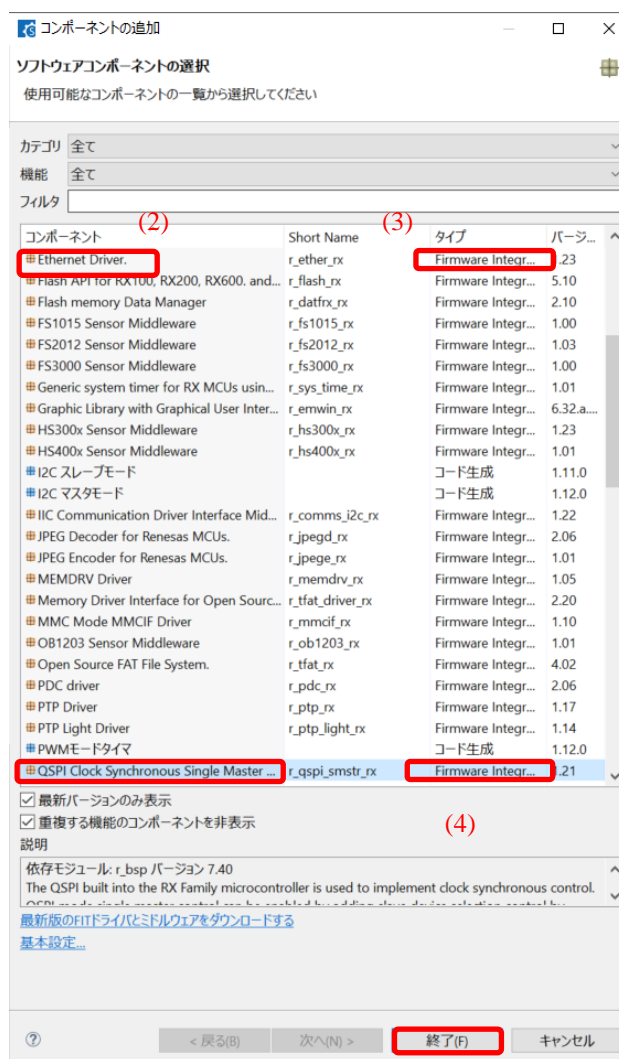 コンポーネントの追加
ソフトウェアコンポーネントの選択
使用可能なコンポーネントの一覧から選択してください
カテゴリ 全て
機能 全て
フィルタ
(2) (3)
コンポーネント Short Name タイプ バージ...
Ethernet Driver. r_ether_rx Firmware Integr... .23
Flash API for RX100, RX200, RX600. and... r_flash_rx Firmware Integr... 5.10
Flash memory Data Manager r_datfrx_rx Firmware Integr... 2.10
FS1015 Sensor Middleware r_fs1015_rx Firmware Integr... 1.00
FS2012 Sensor Middleware r_fs2012_rx Firmware Integr... 1.03
FS3000 Sensor Middleware r_fs3000_rx Firmware Integr... 1.00
Generic system timer for RX MCUs usin... r_sys_time_rx Firmware Integr... 1.01
Graphic Library with Graphical User Inter... r_emwin_rx Firmware Integr... 6.32.a....
HS300x Sensor Middleware r_hs300x_rx Firmware Integr... 1.23
HS400x Sensor Middleware r_hs400x_rx Firmware Integr... 1.01
I2C スレーブモード コード生成 1.11.0
I2C マスタモード コード生成 1.12.0
IIC Communication Driver Interface Mid... r_comms_i2c_rx Firmware Integr... 1.22
JPEG Decoder for Renesas MCUs. r_jpegd_rx Firmware Integr... 2.06
JPEG Encoder for Renesas MCUs. r_jpege_rx Firmware Integr... 1.01
MEMDRV Driver r_memdrv_rx Firmware Integr... 1.05
Memory Driver Interface for Open Sourc... r_tfat_driver_rx Firmware Integr... 2.20
MMC Mode MMCIF Driver r_mmcif_rx Firmware Integr... 1.10
OB1203 Sensor Middleware r_ob1203_rx Firmware Integr... 1.01
Open Source FAT File System. r_tfat_rx Firmware Integr... 4.02
PDC driver r_pdc_rx Firmware Integr... 2.06
PTP Driver r_ptp_rx Firmware Integr... 1.17
PTP Light Driver r_ptp_light_rx Firmware Integr... 1.14
PWMモードタイマ コード生成 1.12.0
QSPI Clock Synchronous Single Master ... r_qspi_smstr_rx Firmware Integr... .21
最新バージョンのみ表示
重複する機能のコンポーネントを非表示
(4)
説明
依存モジュール: r_bsp バージョン 7.40
The QSPI built into the RX Family microcontroller is used to implement clock synchronous control.
最新版のFITドライバとミドルウェアをダウンロードする
基本設定...
< 戻る(B) 次へ(N) > 終了(F) キャンセル